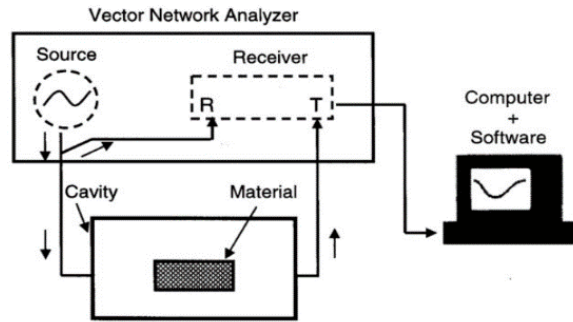 Vector Network Analyzer
Source
Receiver
R
T
Computer
+
Software
Cavity
Material